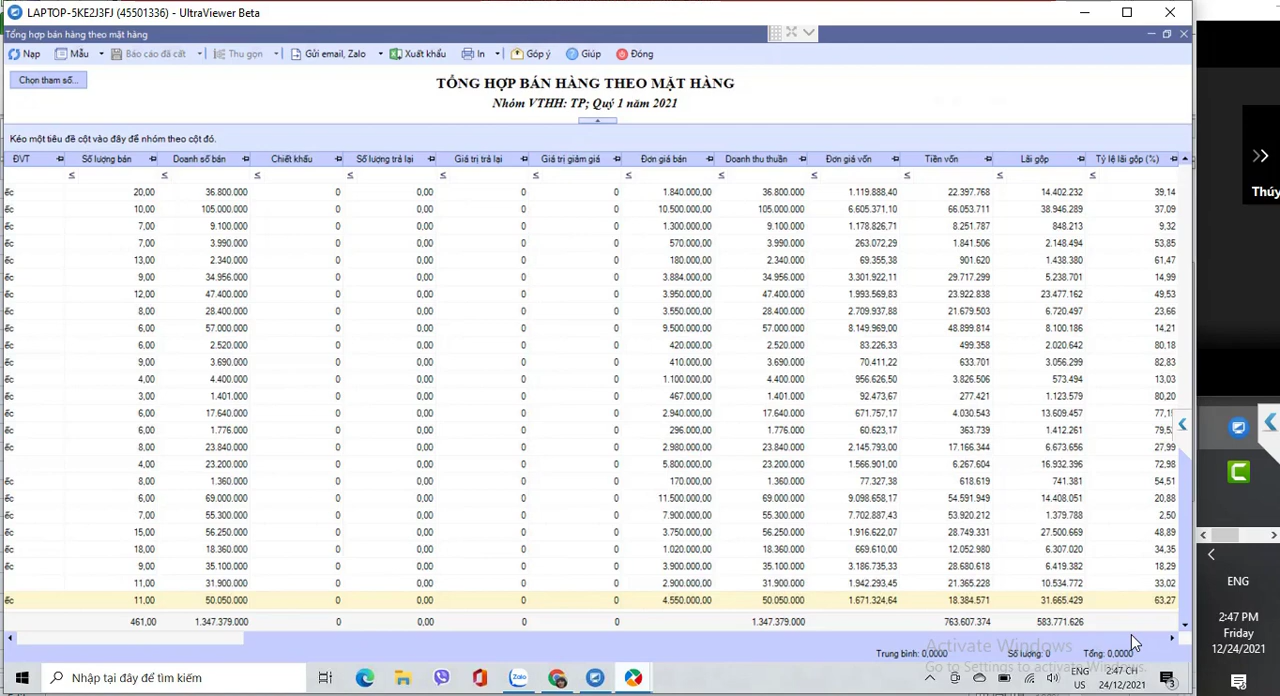 LAPTOP-5KE2J3FJ (45501336) - UltraViewer Beta
Tổng hợp bán hàng theo mặt hàng
Nạp Mẫu Báo cáo đã cất Thu gọn Gửi email, Zalo Xuất khẩu In Góp ý Giúp Đóng
Chọn tham số...
TỔNG HỢP BÁN HÀNG THEO MẶT HÀNG
Nhóm VTHH: TP; Quý 1 năm 2021
Kéo một tiêu đề cột vào đây để nhóm theo cột đó.
ĐVT Số lượng bán Doanh số bán Chiết khấu Số lượng trả lại Giá trị trả lại Giá trị giảm giá Đơn giá bán Doanh thu thuần Đơn giá vốn Tiền vốn Lãi gộp Tỷ lệ lãi gộp (%)
≤ ≤ ≤ ≤ ≤ ≤ ≤ ≤ ≤ ≤ ≤ ≤
ếc 20,00 36.800.000 0 0,00 0 0 1.840.000,00 36.800.000 1.119.888,40 22.397.768 14.402.232 39,14
ếc 10,00 105.000.000 0 0,00 0 0 10.500.000,00 105.000.000 6.605.371,10 66.053.711 38.946.289 37,09
ếc 7,00 9.100.000 0 0,00 0 0 1.300.000,00 9.100.000 1.178.826,71 8.251.787 848.213 9,32
ếc 7,00 3.990.000 0 0,00 0 0 570.000,00 3.990.000 263.072,29 1.841.506 2.148.494 53,85
ếc 13,00 2.340.000 0 0,00 0 0 180.000,00 2.340.000 69.355,38 901.620 1.438.380 61,47
ếc 9,00 34.956.000 0 0,00 0 0 3.884.000,00 34.956.000 3.301.922,11 29.717.299 5.238.701 14,99
ếc 12,00 47.400.000 0 0,00 0 0 3.950.000,00 47.400.000 1.993.569,83 23.922.838 23.477.162 49,53
ếc 8,00 28.400.000 0 0,00 0 0 3.550.000,00 28.400.000 2.709.937,88 21.679.503 6.720.497 23,66
ếc 6,00 57.000.000 0 0,00 0 0 9.500.000,00 57.000.000 8.149.969,00 48.899.814 8.100.186 14,21
ếc 6,00 2.520.000 0 0,00 0 0 420.000,00 2.520.000 83.226,33 499.358 2.020.642 80,18
ếc 9,00 3.690.000 0 0,00 0 0 410.000,00 3.690.000 70.411,22 633.701 3.056.299 82,83
ếc 4,00 4.400.000 0 0,00 0 0 1.100.000,00 4.400.000 956.626,50 3.826.506 573.494 13,03
ếc 3,00 1.401.000 0 0,00 0 0 467.000,00 1.401.000 92.473,67 277.421 1.123.579 80,20
ếc 6,00 17.640.000 0 0,00 0 0 2.940.000,00 17.640.000 671.757,17 4.030.543 13.609.457 77,1
ếc 6,00 1.776.000 0 0,00 0 0 296.000,00 1.776.000 60.623,17 363.739 1.412.261 79,5
ếc 8,00 23.840.000 0 0,00 0 0 2.980.000,00 23.840.000 2.145.793,00 17.166.344 6.673.656 27,99
4,00 23.200.000 0 0,00 0 0 5.800.000,00 23.200.000 1.566.901,00 6.267.604 16.932.396 72,98
ếc 8,00 1.360.000 0 0,00 0 0 170.000,00 1.360.000 77.327,38 618.619 741.381 54,51
ếc 6,00 69.000.000 0 0,00 0 0 11.500.000,00 69.000.000 9.098.658,17 54.591.949 14.408.051 20,88
ếc 7,00 55.300.000 0 0,00 0 0 7.900.000,00 55.300.000 7.702.887,43 53.920.212 1.379.788 2,50
ếc 15,00 56.250.000 0 0,00 0 0 3.750.000,00 56.250.000 1.916.622,07 28.749.331 27.500.669 48,89
ếc 18,00 18.360.000 0 0,00 0 0 1.020.000,00 18.360.000 669.610,00 12.052.980 6.307.020 34,35
ếc 9,00 35.100.000 0 0,00 0 0 3.900.000,00 35.100.000 3.186.735,33 28.680.618 6.419.382 18,29
11,00 31.900.000 0 0,00 0 0 2.900.000,00 31.900.000 1.942.293,45 21.365.228 10.534.772 33,02
ếc 11,00 50.050.000 0 0,00 0 0 4.550.000,00 50.050.000 1.671.324,64 18.384.571 31.665.429 63,27
461,00 1.347.379.000 0 0,00 0 0 1.347.379.000 763.607.374 583.771.626
Trung bình: 0,0000 Số lượng: 0 Tổng: 0,0000
Activate Windows
Go to Settings to activate Windows.
Nhập tại đây để tìm kiếm
Zalo
ENG
US
2:47 CH
24/12/2021
3
Thúy
ENG
2:47 PM
Friday
12/24/2021